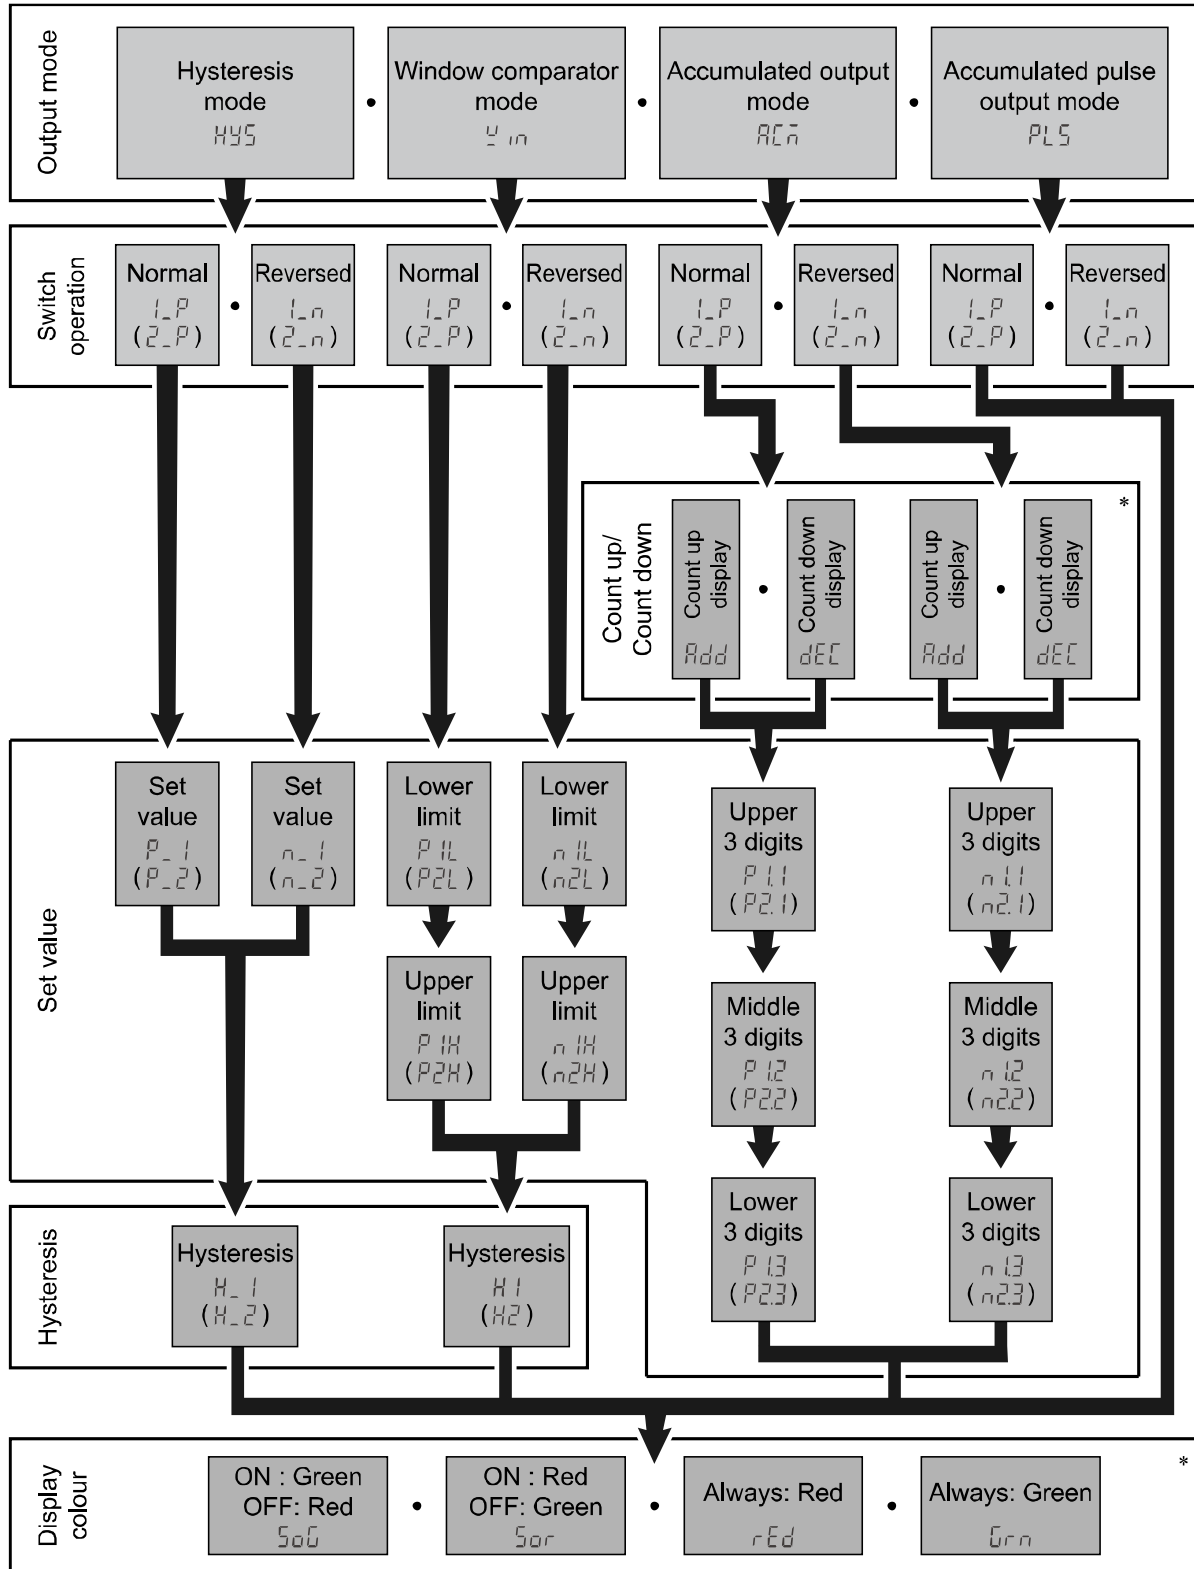 Output mode
Hysteresis
mode
HYS
•
Window comparator
mode
Win
•
Accumulated output
mode
ACm
•
Accumulated pulse
output mode
PLS
Switch
operation
Normal
1_P
(2_P)
•
Reversed
1_n
(2_n)
Normal
1_P
(2_P)
•
Reversed
1_n
(2_n)
Normal
1_P
(2_P)
•
Reversed
1_n
(2_n)
Normal
1_P
(2_P)
•
Reversed
1_n
(2_n)
Count up/
Count down
Count up
display
Add
•
Count down
display
dEC
Count up
display
Add
•
Count down
display
dEC
*
Set value
Set
value
P_1
(P_2)
Set
value
n_1
(n_2)
Lower
limit
P1L
(P2L)
Lower
limit
n1L
(n2L)
Upper
limit
P1H
(P2H)
Upper
limit
n1H
(n2H)
Upper
3 digits
P1.1
(P2.1)
Upper
3 digits
n1.1
(n2.1)
Middle
3 digits
P1.2
(P2.2)
Middle
3 digits
n1.2
(n2.2)
Lower
3 digits
P1.3
(P2.3)
Lower
3 digits
n1.3
(n2.3)
Hysteresis
Hysteresis
H_1
(H_2)
Hysteresis
H1
(H2)
Display
colour
ON : Green
OFF: Red
SoG
•
ON : Red
OFF: Green
Sor
•
Always: Red
rEd
•
Always: Green
Grn
*